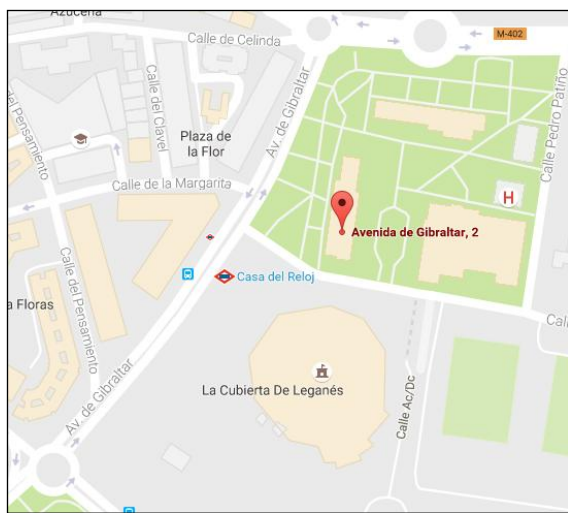 Azucena
Calle de Celinda
M-402
Calle del Clavel
Plaza de
la Flor
Av. de Gibraltar
Calle Pedro Patiño
del Pensamiento
Calle de la Margarita
H
Avenida de Gibraltar, 2
Casa del Reloj
Calle del Pensamiento
a Floras
Calle
La Cubierta De Leganés
Calle Ac/Dc
Av. de Gibraltar